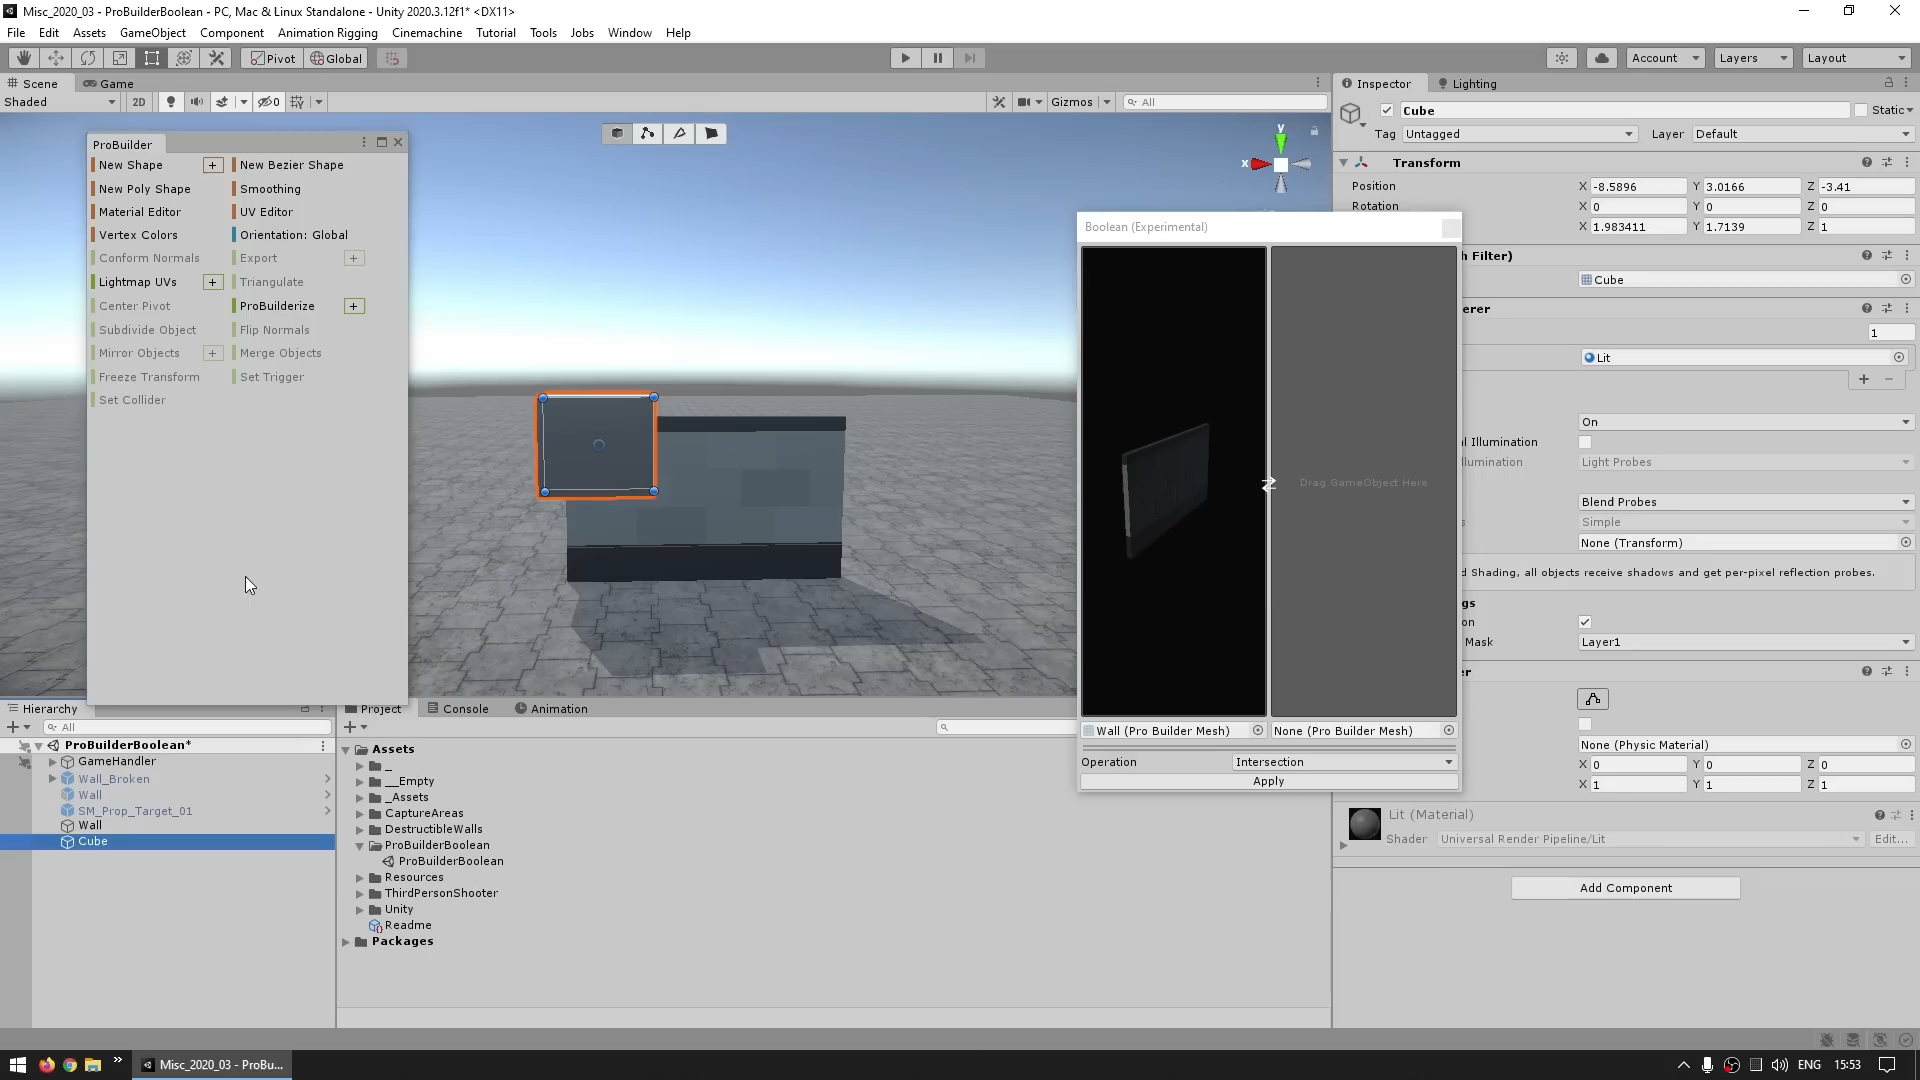 Misc_2020_03 - ProBuilderBoolean - PC, Mac & Linux Standalone - Unity 2020.3.12f1* <DX11>
File Edit Assets GameObject Component Animation Rigging Cinemachine Tutorial Tools Jobs Window Help
Pivot Global Account Layers Layout
Scene Game Inspector Lighting
Shaded 2D 0 Gizmos All
Cube Static
Tag Untagged Layer Default
ProBuilder
New Shape + New Bezier Shape
New Poly Shape Smoothing
Material Editor UV Editor
Vertex Colors Orientation: Global
Conform Normals Export +
Lightmap UVs + Triangulate
Center Pivot ProBuilderize +
Subdivide Object Flip Normals
Mirror Objects + Merge Objects
Freeze Transform Set Trigger
Set Collider
y
x
Transform
Position X -8.5896 Y 3.0166 Z -3.41
Rotation X 0 Y 0 Z 0
X 1.983411 Y 1.7139 Z 1
Boolean (Experimental)
Drag GameObject Here
Wall (Pro Builder Mesh) None (Pro Builder Mesh)
Operation Intersection
Apply
h Filter)
Cube
erer
1
Lit
On
l Illumination
lumination Light Probes
Blend Probes
s Simple
None (Transform)
d Shading, all objects receive shadows and get per-pixel reflection probes.
gs
on
Mask Layer1
er
None (Physic Material)
X 0 Y 0 Z 0
X 1 Y 1 Z 1
Lit (Material)
Shader Universal Render Pipeline/Lit Edit...
Add Component
Hierarchy
All
ProBuilderBoolean*
GameHandler
Wall_Broken
Wall
SM_Prop_Target_01
Wall
Cube
Project Console Animation
Assets
_
__Empty
_Assets
CaptureAreas
DestructibleWalls
ProBuilderBoolean
ProBuilderBoolean
Resources
ThirdPersonShooter
Unity
Readme
Packages
Misc_2020_03 - ProBu...
ENG 15:53